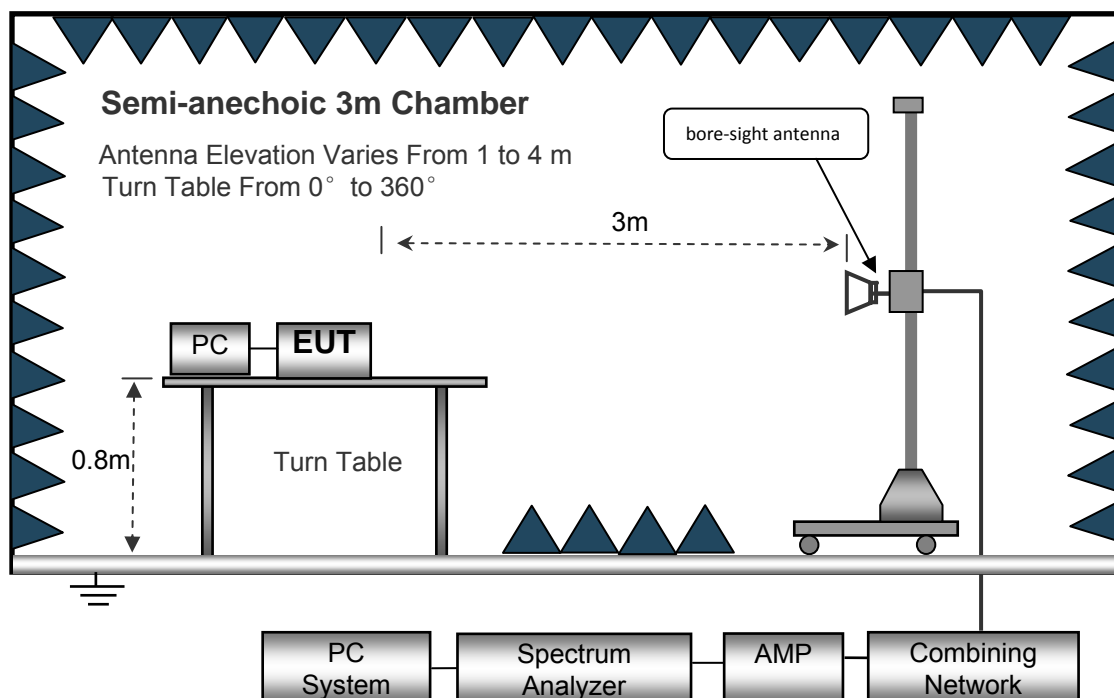 Semi-anechoic 3m Chamber
Antenna Elevation Varies From 1 to 4 m
Turn Table From 0° to 360°
bore-sight antenna
3m
PC
EUT
0.8m
Turn Table
PC
System
Spectrum
Analyzer
AMP
Combining
Network